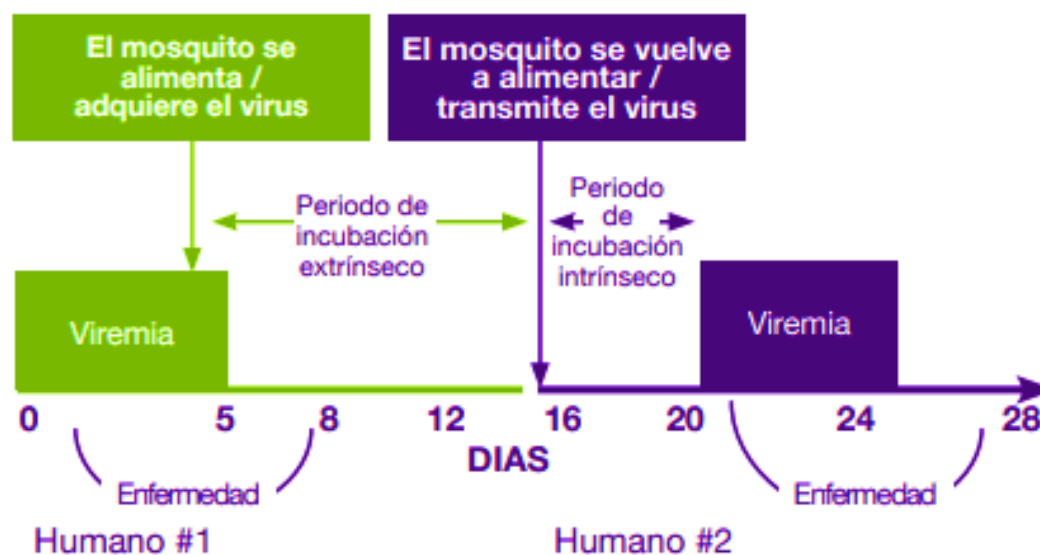 El mosquito se
alimenta /
adquiere el virus
El mosquito se vuelve
a alimentar /
transmite el virus
Periodo de
incubación
extrínseco
Periodo
de
incubación
intrínseco
Viremia
Viremia
0 5 8 12 16 20 24 28
DIAS
Enfermedad
Enfermedad
Humano #1
Humano #2